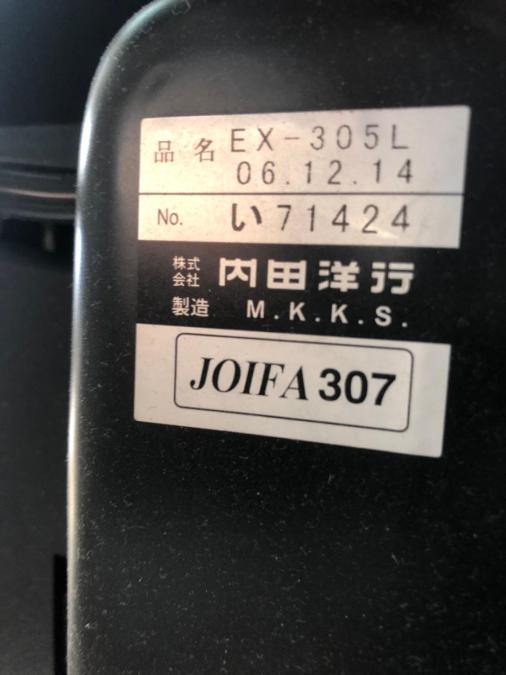 品名 EX-305L
06.12.14
No. い71424
株式会社 内田洋行
製造 M.K.K.S.
JOIFA 307